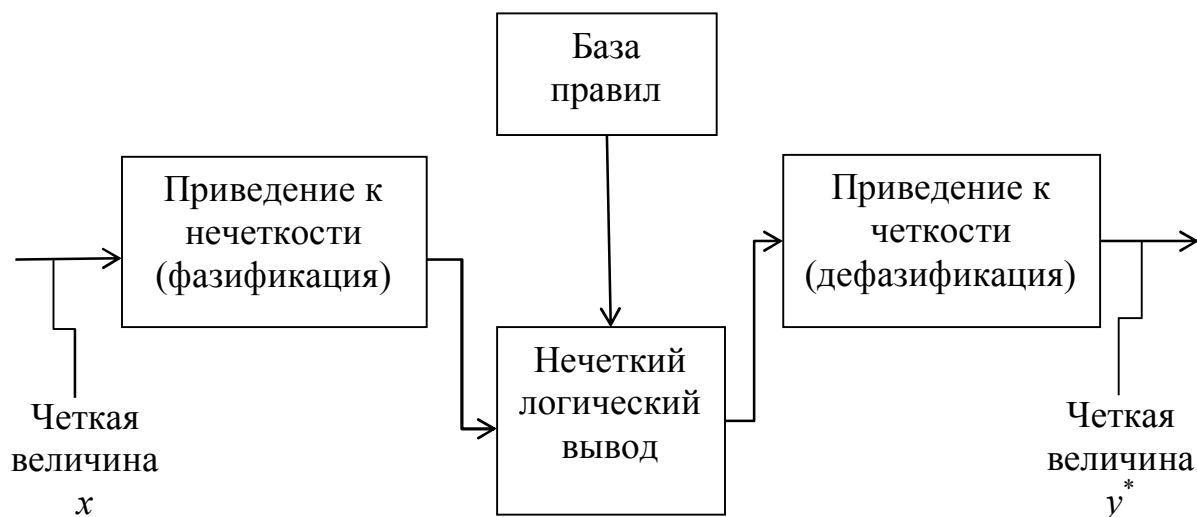 База
правил
Приведение к
нечеткости
(фазификация)
Приведение к
четкости
(дефазификация)
Нечеткий
логический
вывод
Четкая
величина
x
Четкая
величина
y*